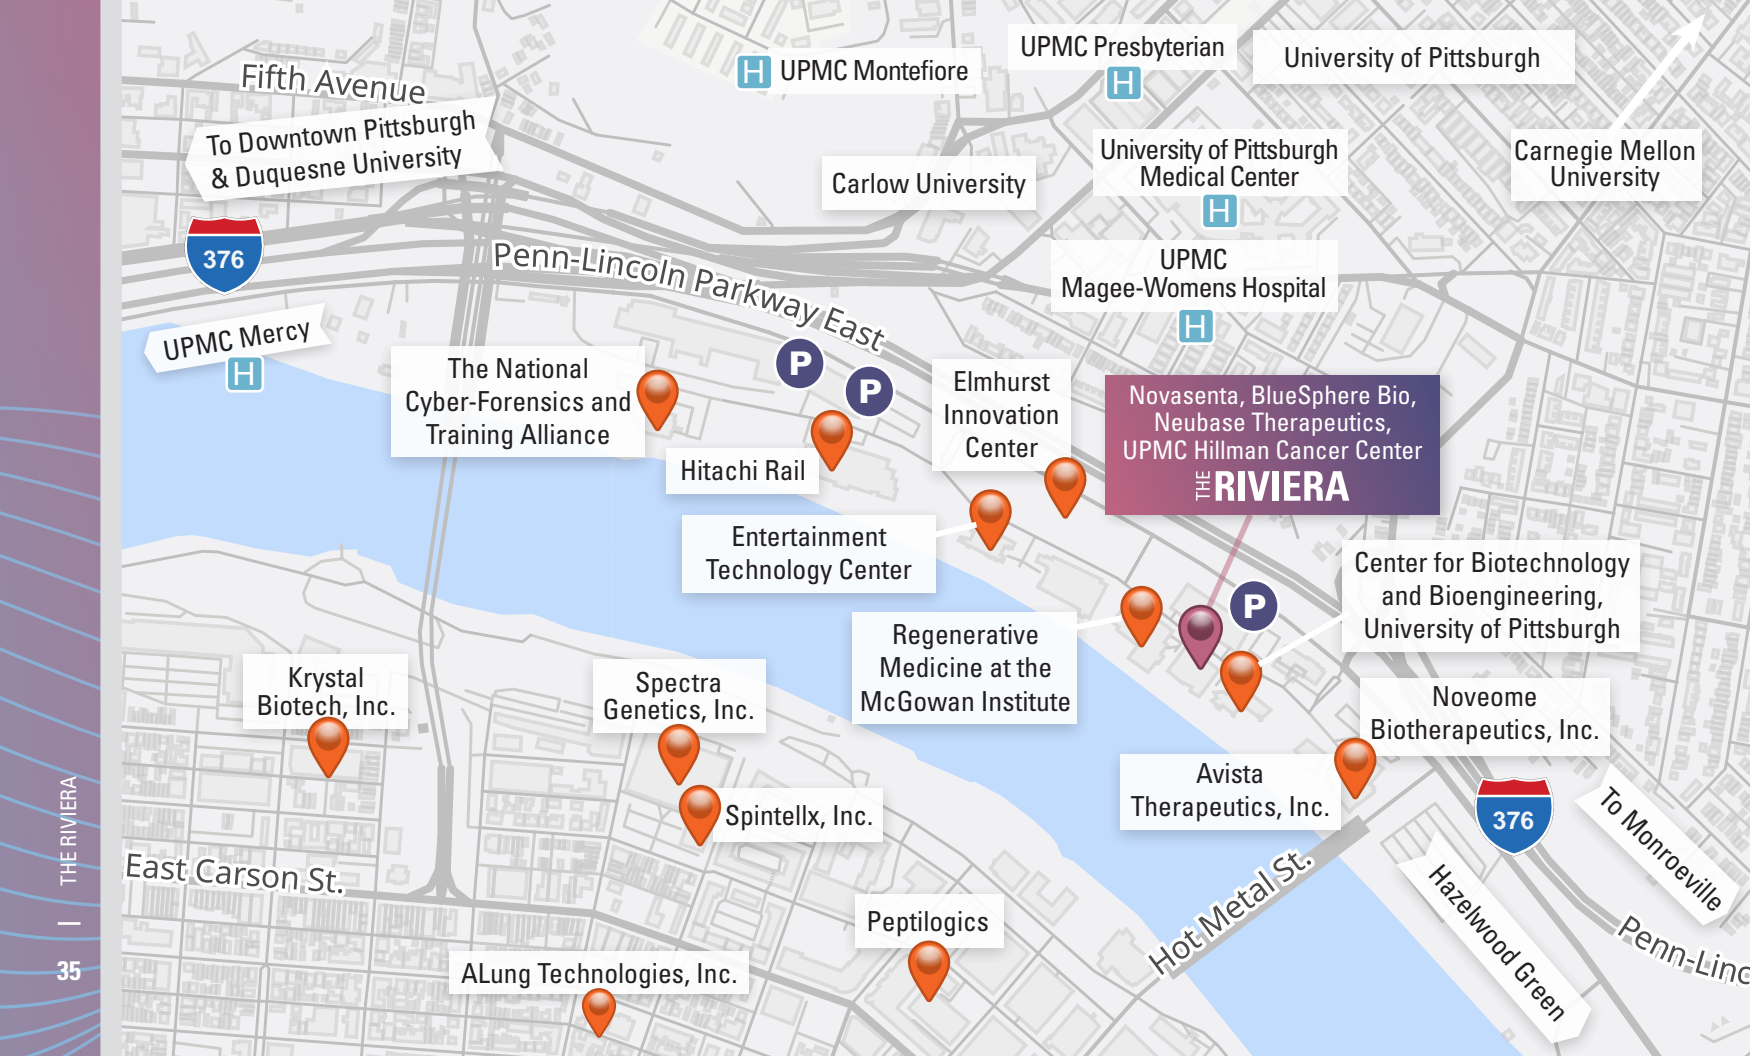 UPMC Presbyterian
H
University of Pittsburgh
H UPMC Montefiore
Fifth Avenue
To Downtown Pittsburgh
& Duquesne University
Carlow University
University of Pittsburgh
Medical Center
H
Carnegie Mellon
University
376
Penn-Lincoln Parkway East
UPMC
Magee-Womens Hospital
H
UPMC Mercy
H
The National
Cyber-Forensics and
Training Alliance
P
P
Hitachi Rail
Elmhurst
Innovation
Center
Novasenta, BlueSphere Bio,
Neubase Therapeutics,
UPMC Hillman Cancer Center
THE RIVIERA
Entertainment
Technology Center
P
Center for Biotechnology
and Bioengineering,
University of Pittsburgh
Regenerative
Medicine at the
McGowan Institute
Krystal
Biotech, Inc.
Spectra
Genetics, Inc.
Noveome
Biotherapeutics, Inc.
Avista
Therapeutics, Inc.
Spintellx, Inc.
376
To Monroeville
East Carson St.
Hot Metal St.
Hazelwood Green
Penn-Linc
Peptilogics
ALung Technologies, Inc.
THE RIVIERA
35